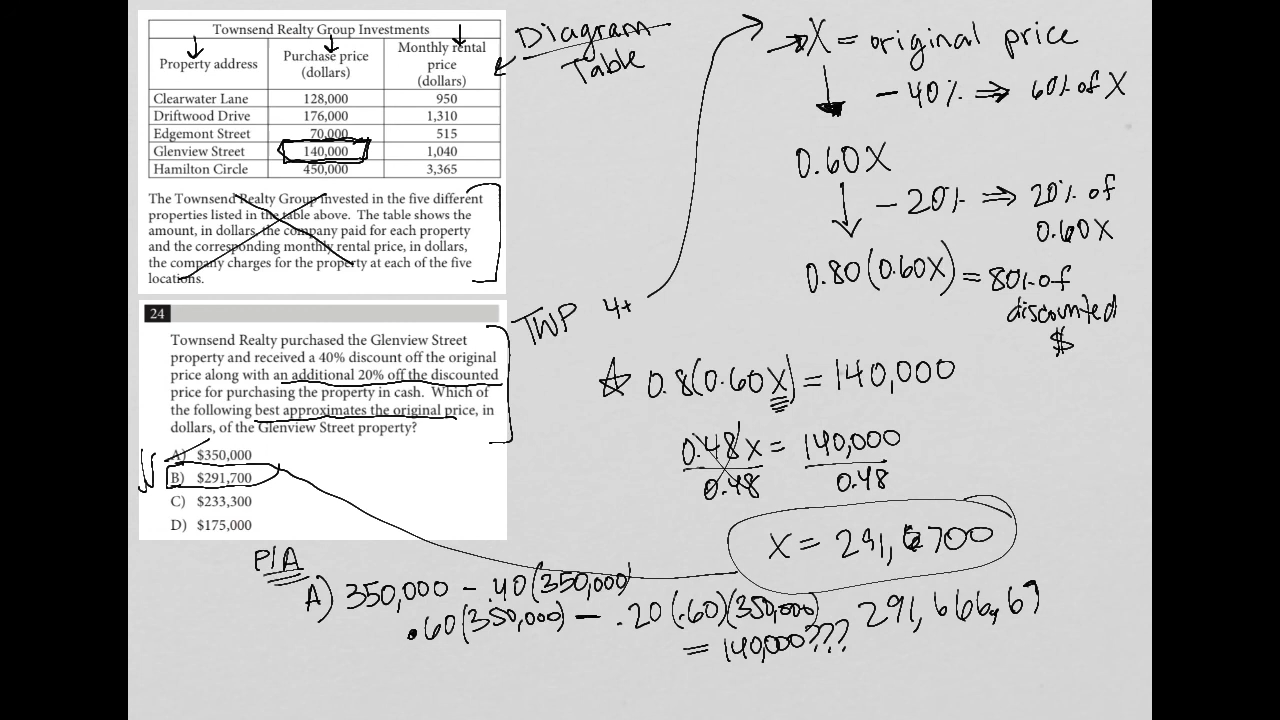 Townsend Realty Group Investments
Property address
Purchase price
(dollars)
Monthly rental
price
(dollars)
Clearwater Lane 128,000 950
Driftwood Drive 176,000 1,310
Edgemont Street 70,000 515
Glenview Street 140,000 1,040
Hamilton Circle 450,000 3,365
The Townsend Realty Group invested in the five different
properties listed in the table above. The table shows the
amount, in dollars, the company paid for each property
and the corresponding monthly rental price, in dollars,
the company charges for the property at each of the five
locations.
Diagram
Table
24
Townsend Realty purchased the Glenview Street
property and received a 40% discount off the original
price along with an additional 20% off the discounted
price for purchasing the property in cash. Which of
the following best approximates the original price, in
dollars, of the Glenview Street property?
A) $350,000
B) $291,700
C) $233,300
D) $175,000
TWP 4+
X = original price
- 40% ⇒ 60% of X
0.60X
- 20% ⇒ 20% of
0.60X
0.80(0.60X) = 80% of
discounted
$
☆ 0.8(0.60X) = 140,000
0.48X = 140,000
0.48 0.48
X = 291,700
P/A
A) 350,000 - .40(350,000)
.60(350,000) - .20(.60)(350,000)
= 140,000???
291,666.67